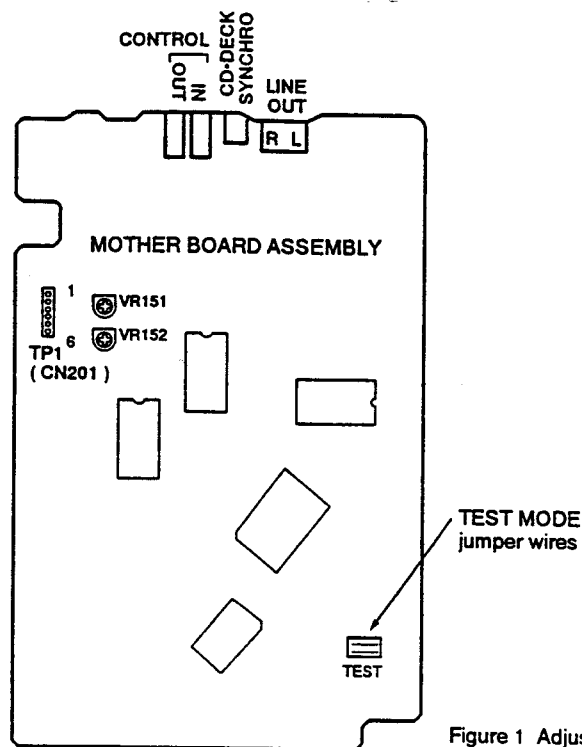 CONTROL
OUT
IN
CD-DECK
SYNCHRO
LINE
OUT
R L
MOTHER BOARD ASSEMBLY
1
VR151
6
VR152
TP1
( CN201 )
TEST MODE
jumper wires
TEST
Figure 1 Adjus